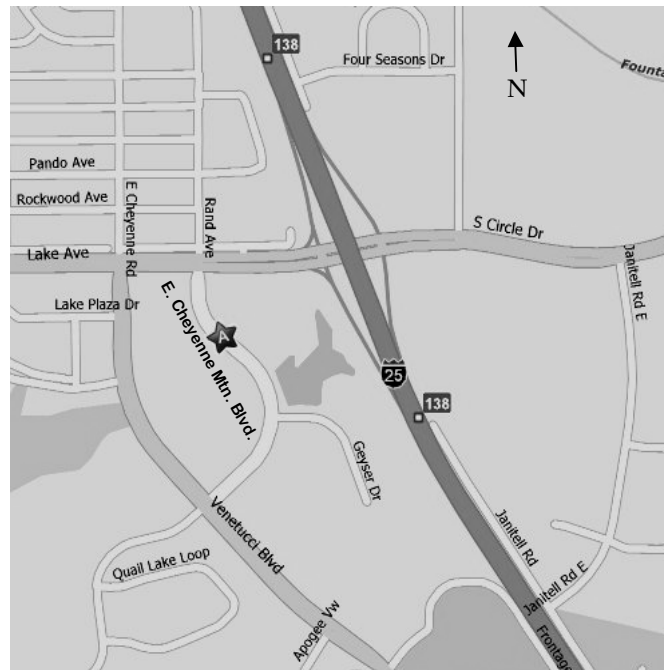 138
Four Seasons Dr
N
Founta
Pando Ave
Rockwood Ave
E Cheyenne Rd
Rand Ave
Lake Ave
S Circle Dr
Janitell Rd E
Lake Plaza Dr
E. Cheyenne Mtn. Blvd.
A
25
138
Geyser Dr
Venetucci Blvd
Janitell Rd
Quail Lake Loop
Janitell Rd E
Apogee Vw
Frontage